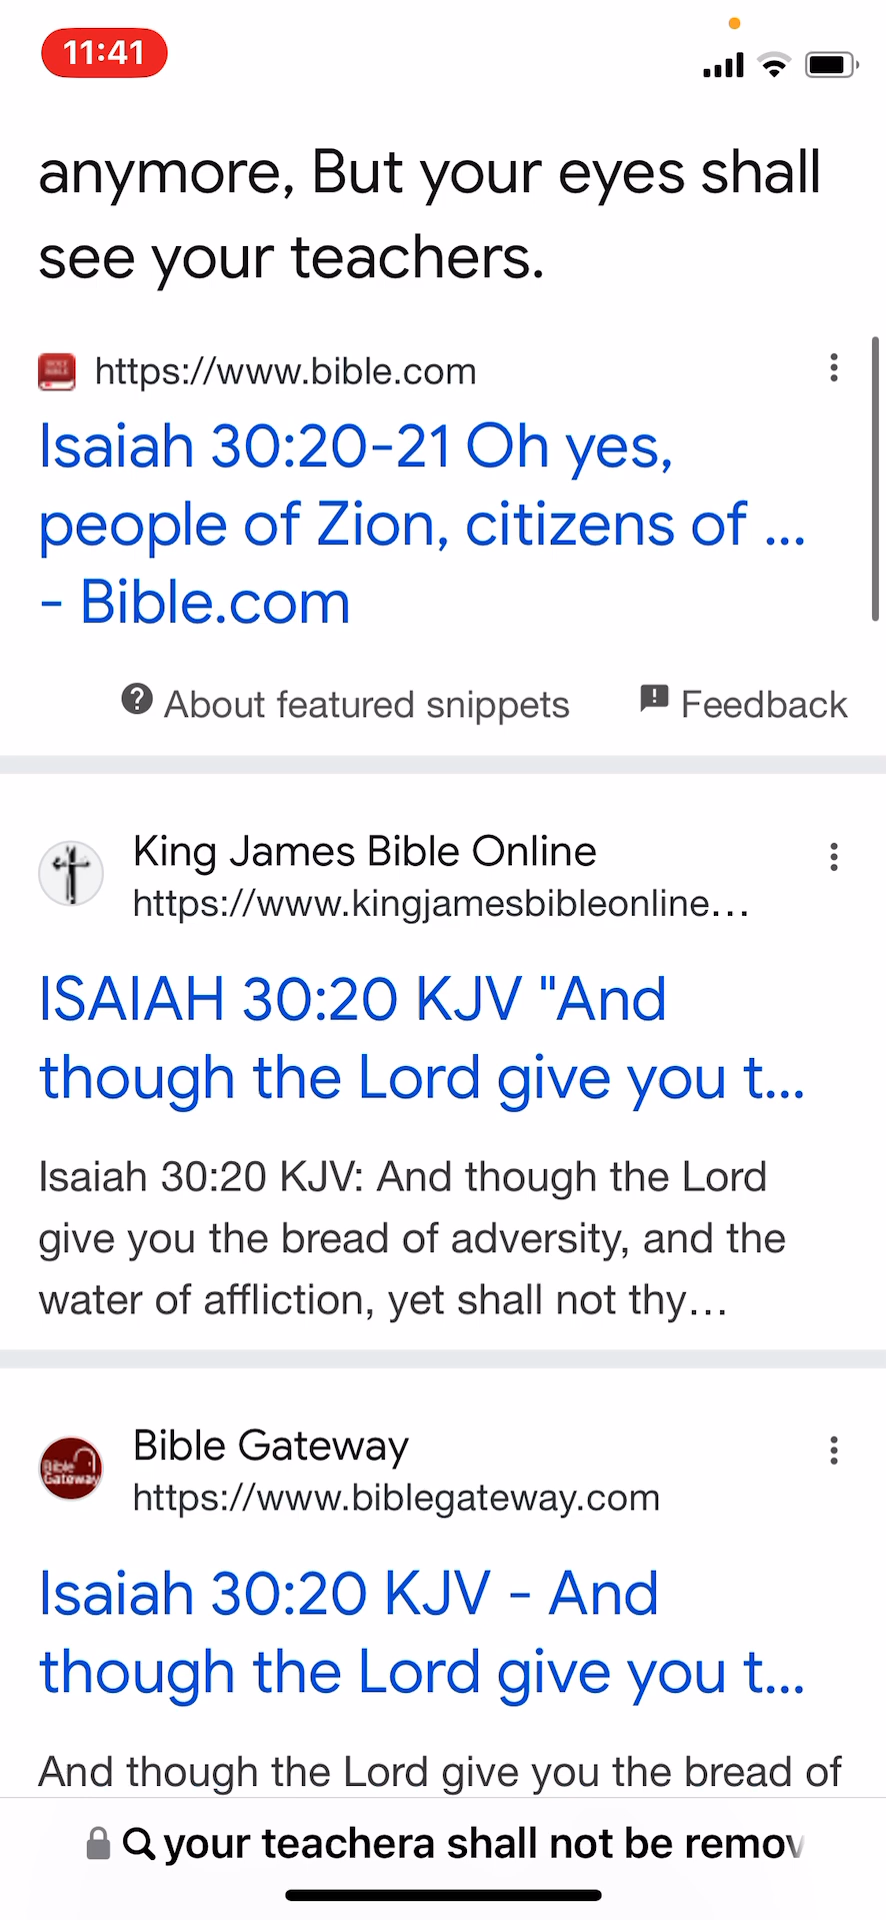 11:41
anymore, But your eyes shall
see your teachers.
https://www.bible.com
Isaiah 30:20-21 Oh yes,
people of Zion, citizens of ...
- Bible.com
About featured snippets
Feedback
King James Bible Online
https://www.kingjamesbibleonline...
ISAIAH 30:20 KJV "And
though the Lord give you t...
Isaiah 30:20 KJV: And though the Lord
give you the bread of adversity, and the
water of affliction, yet shall not thy...
Bible Gateway
Bible
Gateway
https://www.biblegateway.com
Isaiah 30:20 KJV - And
though the Lord give you t...
And though the Lord give you the bread of
your teachera shall not be remov